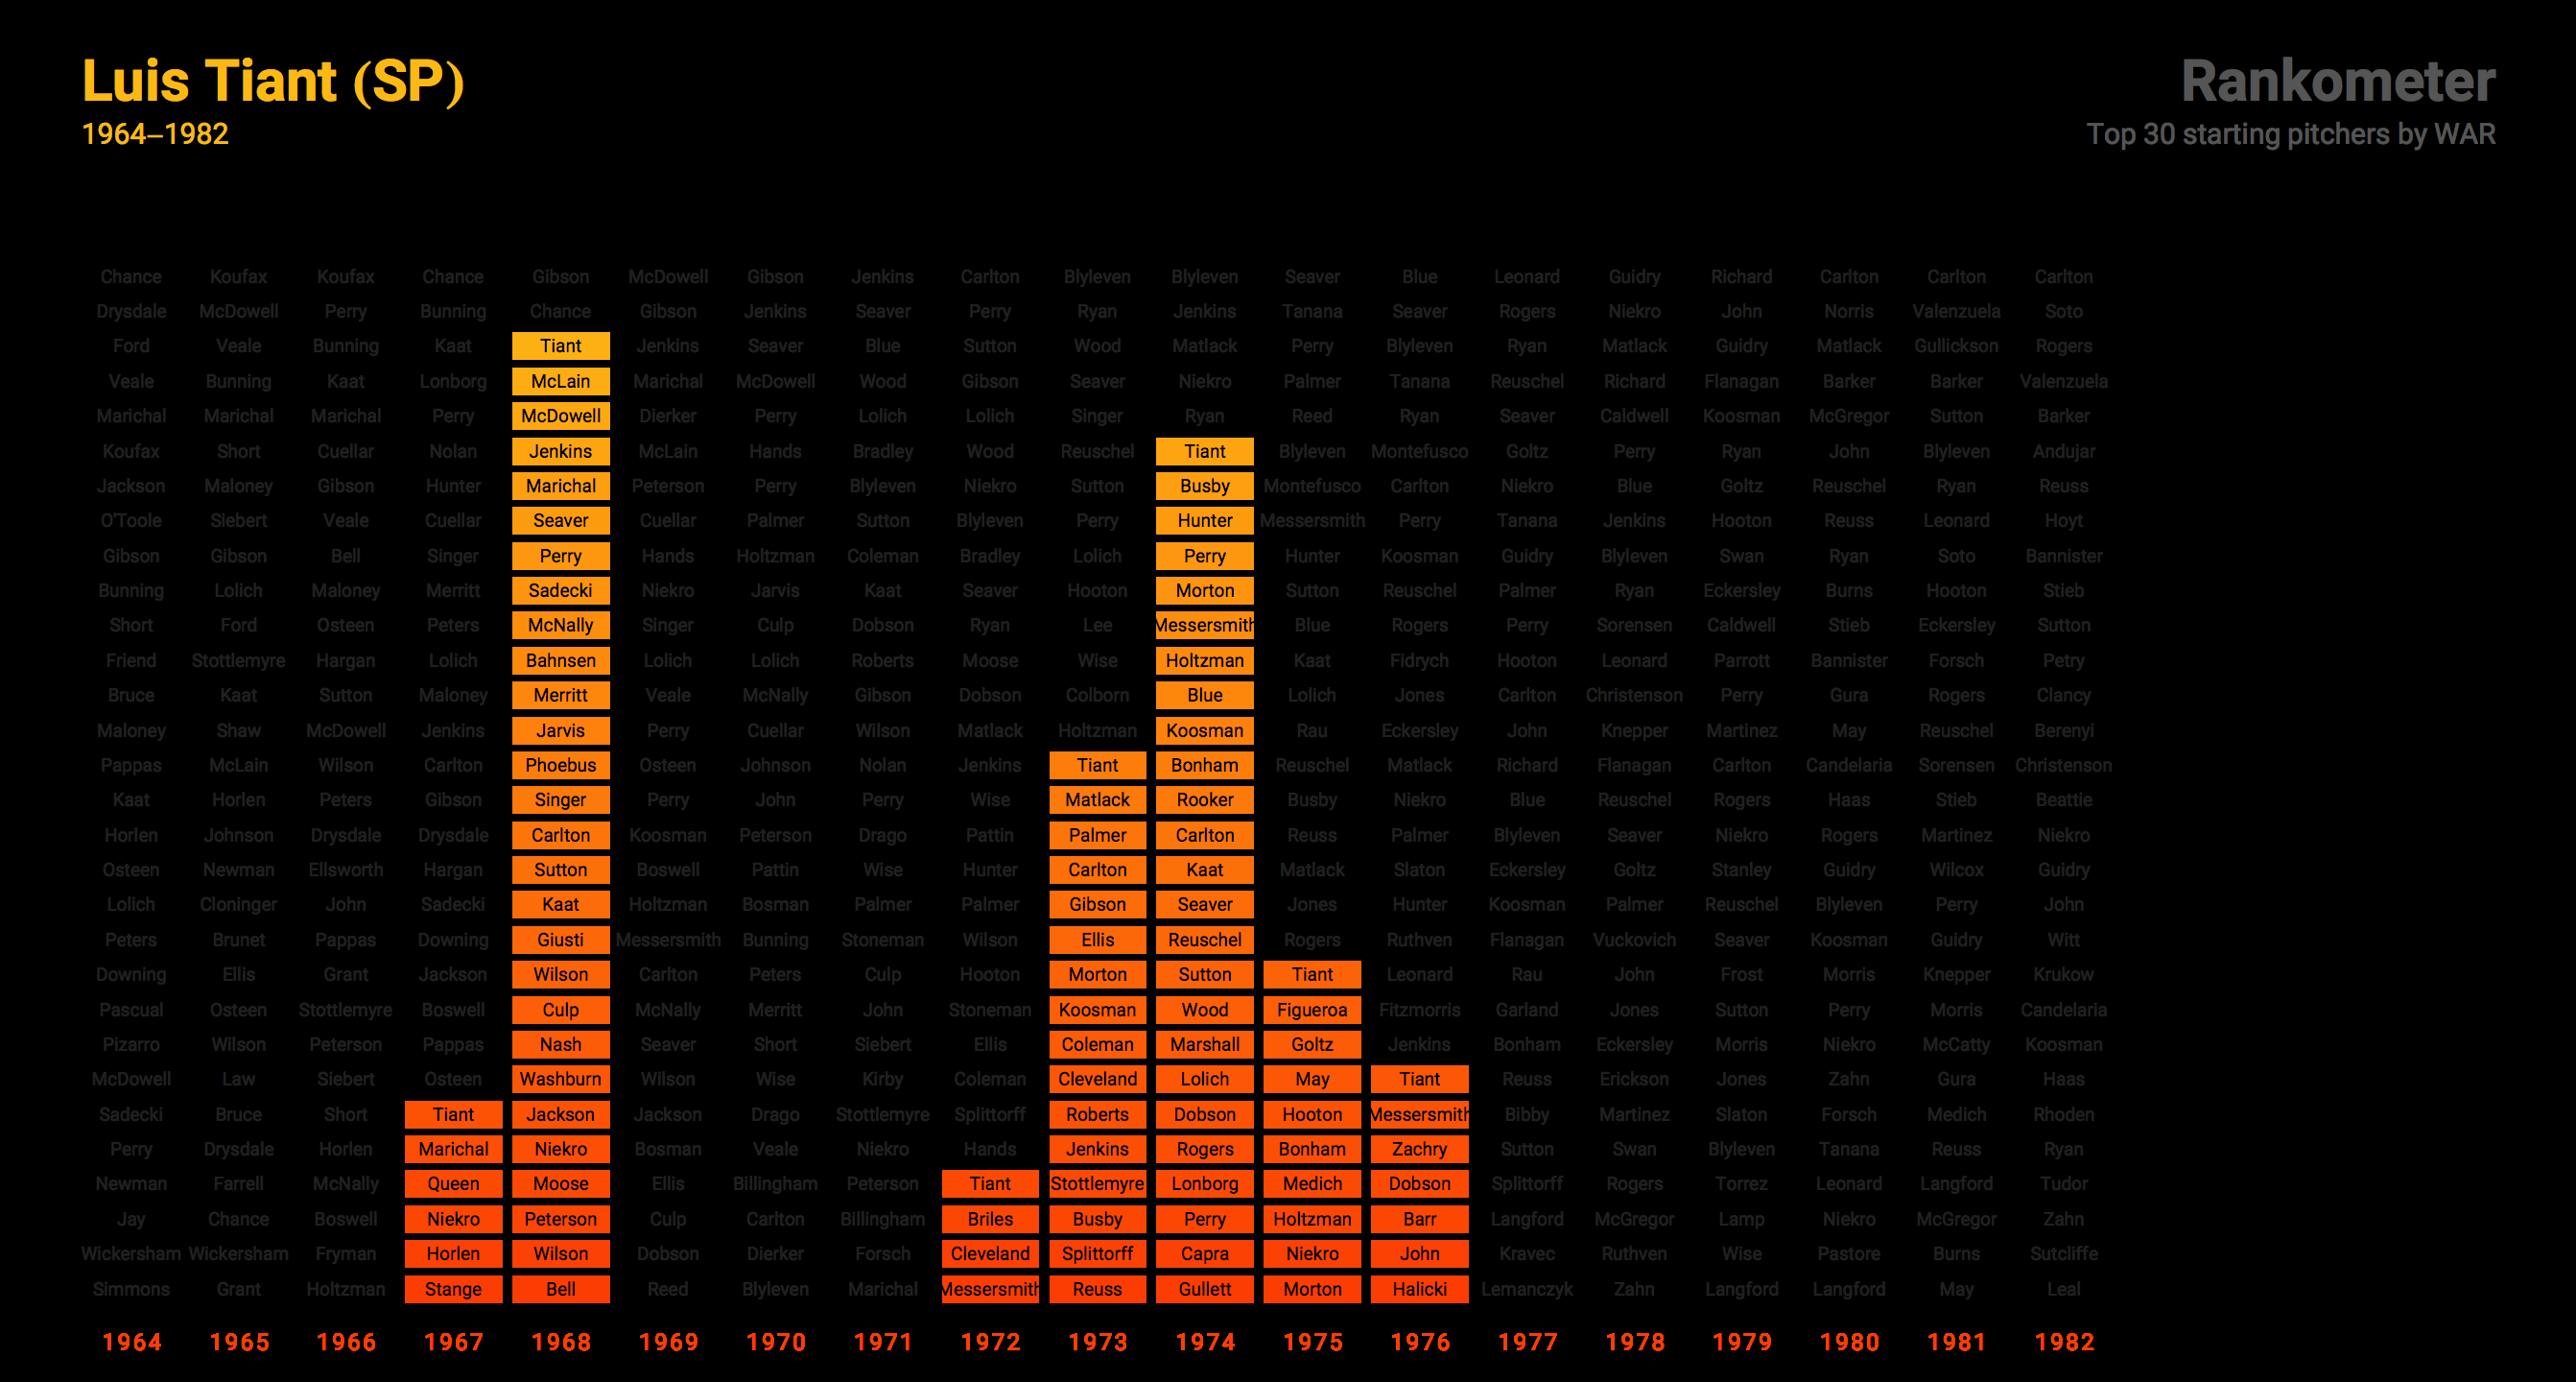 Luis Tiant (SP)
1964–1982
Rankometer
Top 30 starting pitchers by WAR
Chance Koufax Koufax Chance Gibson McDowell Gibson Jenkins Carlton Blyleven Blyleven Seaver Blue Leonard Guidry Richard Carlton Carlton Carlton
Drysdale McDowell Perry Bunning Chance Gibson Jenkins Seaver Perry Ryan Jenkins Tanana Seaver Rogers Niekro John Norris Valenzuela Soto
Ford Veale Bunning Kaat Tiant Jenkins Seaver Blue Sutton Wood Matlack Perry Blyleven Ryan Matlack Guidry Matlack Gullickson Rogers
Veale Bunning Kaat Lonborg McLain Marichal McDowell Wood Gibson Seaver Niekro Palmer Tanana Reuschel Richard Flanagan Barker Barker Valenzuela
Marichal Marichal Marichal Perry McDowell Dierker Perry Lolich Lolich Singer Ryan Reed Ryan Seaver Caldwell Koosman McGregor Sutton Barker
Koufax Short Cuellar Nolan Jenkins McLain Hands Bradley Wood Reuschel Tiant Blyleven Montefusco Goltz Perry Ryan John Blyleven Andujar
Jackson Maloney Gibson Hunter Marichal Peterson Perry Blyleven Niekro Sutton Busby Montefusco Carlton Niekro Blue Goltz Reuschel Ryan Reuss
O'Toole Siebert Veale Cuellar Seaver Cuellar Palmer Sutton Blyleven Perry Hunter Messersmith Perry Tanana Jenkins Hooton Reuss Leonard Hoyt
Gibson Gibson Bell Singer Perry Hands Holtzman Coleman Bradley Lolich Perry Hunter Koosman Guidry Blyleven Swan Ryan Soto Bannister
Bunning Lolich Maloney Merritt Sadecki Niekro Jarvis Kaat Seaver Hooton Morton Sutton Reuschel Palmer Ryan Eckersley Burns Hooton Stieb
Short Ford Osteen Peters McNally Singer Culp Dobson Ryan Lee Messersmith Blue Rogers Perry Sorensen Caldwell Stieb Eckersley Sutton
Friend Stottlemyre Hargan Lolich Bahnsen Lolich Lolich Roberts Moose Wise Holtzman Kaat Fidrych Hooton Leonard Parrott Bannister Forsch Petry
Bruce Kaat Sutton Maloney Merritt Veale McNally Gibson Dobson Colborn Blue Lolich Jones Carlton Christenson Perry Gura Rogers Clancy
Maloney Shaw McDowell Jenkins Jarvis Perry Cuellar Wilson Matlack Holtzman Koosman Rau Eckersley John Knepper Martinez May Reuschel Berenyi
Pappas McLain Wilson Carlton Phoebus Osteen Johnson Nolan Jenkins Tiant Bonham Reuschel Matlack Richard Flanagan Carlton Candelaria Sorensen Christenson
Kaat Horlen Peters Gibson Singer Perry John Perry Wise Matlack Rooker Busby Niekro Blue Reuschel Rogers Haas Stieb Beattie
Horlen Johnson Drysdale Drysdale Carlton Koosman Peterson Drago Pattin Palmer Carlton Reuss Palmer Blyleven Seaver Niekro Rogers Martinez Niekro
Osteen Newman Ellsworth Hargan Sutton Boswell Pattin Wise Hunter Carlton Kaat Matlack Slaton Eckersley Goltz Stanley Guidry Wilcox Guidry
Lolich Cloninger John Sadecki Kaat Holtzman Bosman Palmer Palmer Gibson Seaver Jones Hunter Koosman Palmer Reuschel Blyleven Perry John
Peters Brunet Pappas Downing Giusti Messersmith Bunning Stoneman Wilson Ellis Reuschel Rogers Ruthven Flanagan Vuckovich Seaver Koosman Guidry Witt
Downing Ellis Grant Jackson Wilson Carlton Peters Culp Hooton Morton Sutton Tiant Leonard Rau John Frost Morris Knepper Krukow
Pascual Osteen Stottlemyre Boswell Culp McNally Merritt John Stoneman Koosman Wood Figueroa Fitzmorris Garland Jones Sutton Perry Morris Candelaria
Pizarro Wilson Peterson Pappas Nash Seaver Short Siebert Ellis Coleman Marshall Goltz Jenkins Bonham Eckersley Morris Niekro McCatty Koosman
McDowell Law Siebert Osteen Washburn Wilson Wise Kirby Coleman Cleveland Lolich May Tiant Reuss Erickson Jones Zahn Gura Haas
Sadecki Bruce Short Tiant Jackson Jackson Drago Stottlemyre Splittorff Roberts Dobson Hooton Messersmith Bibby Martinez Slaton Forsch Medich Rhoden
Perry Drysdale Horlen Marichal Niekro Bosman Veale Niekro Hands Jenkins Rogers Bonham Zachry Sutton Swan Blyleven Tanana Reuss Ryan
Newman Farrell McNally Queen Moose Ellis Billingham Peterson Tiant Stottlemyre Lonborg Medich Dobson Splittorff Rogers Torrez Leonard Langford Tudor
Jay Chance Boswell Niekro Peterson Culp Carlton Billingham Briles Busby Perry Holtzman Barr Langford McGregor Lamp Niekro McGregor Zahn
Wickersham Wickersham Fryman Horlen Wilson Dobson Dierker Forsch Cleveland Splittorff Capra Niekro John Kravec Ruthven Wise Pastore Burns Sutcliffe
Simmons Grant Holtzman Stange Bell Reed Blyleven Marichal Messersmith Reuss Gullett Morton Halicki Lemanczyk Zahn Langford Langford May Leal
1964 1965 1966 1967 1968 1969 1970 1971 1972 1973 1974 1975 1976 1977 1978 1979 1980 1981 1982